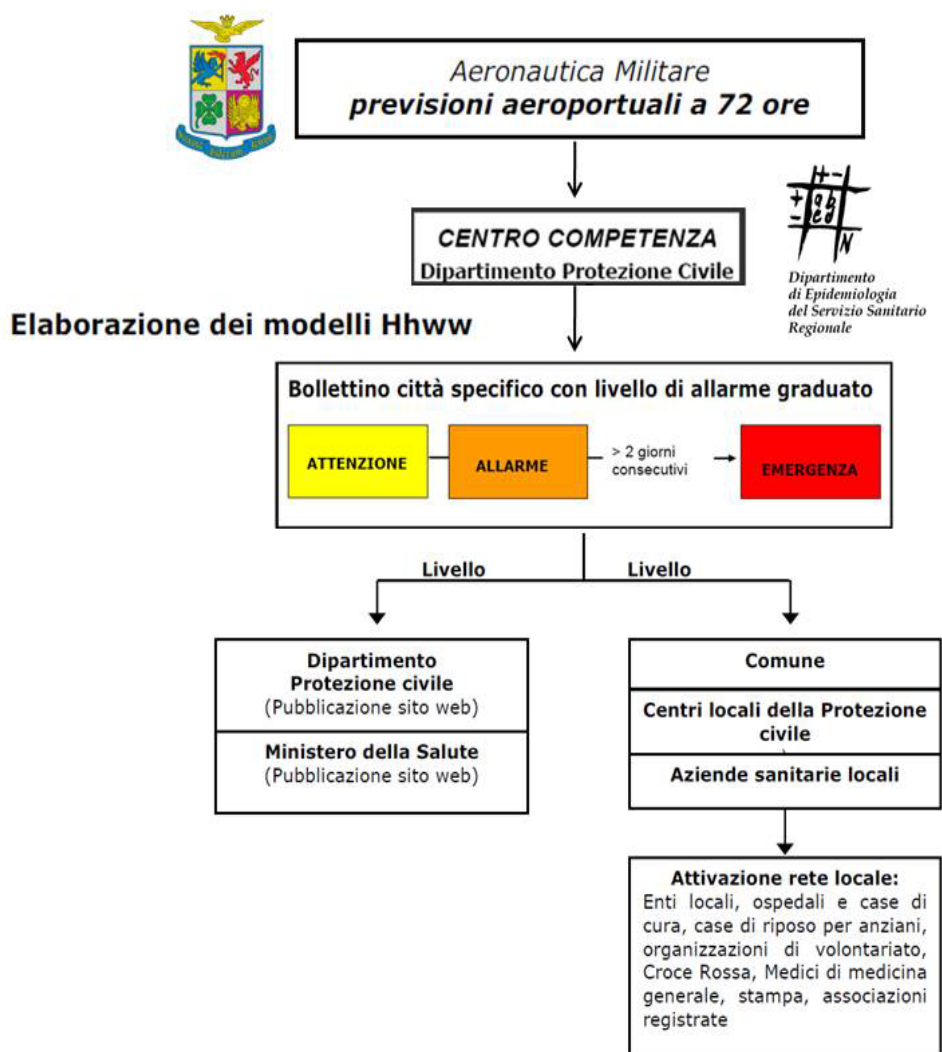 Aeronautica Militare
previsioni aeroportuali a 72 ore
CENTRO COMPETENZA
Dipartimento Protezione Civile
+-
+ a b
- c d
N
Dipartimento
di Epidemiologia
del Servizio Sanitario
Regionale
Elaborazione dei modelli Hhww
Bollettino città specifico con livello di allarme graduato
ATTENZIONE
ALLARME
> 2 giorni
consecutivi
EMERGENZA
Livello
Livello
Dipartimento
Protezione civile
(Pubblicazione sito web)
Ministero della Salute
(Pubblicazione sito web)
Comune
Centri locali della Protezione
civile
Aziende sanitarie locali
Attivazione rete locale:
Enti locali, ospedali e case di
cura, case di riposo per anziani,
organizzazioni di volontariato,
Croce Rossa, Medici di medicina
generale, stampa, associazioni
registrate